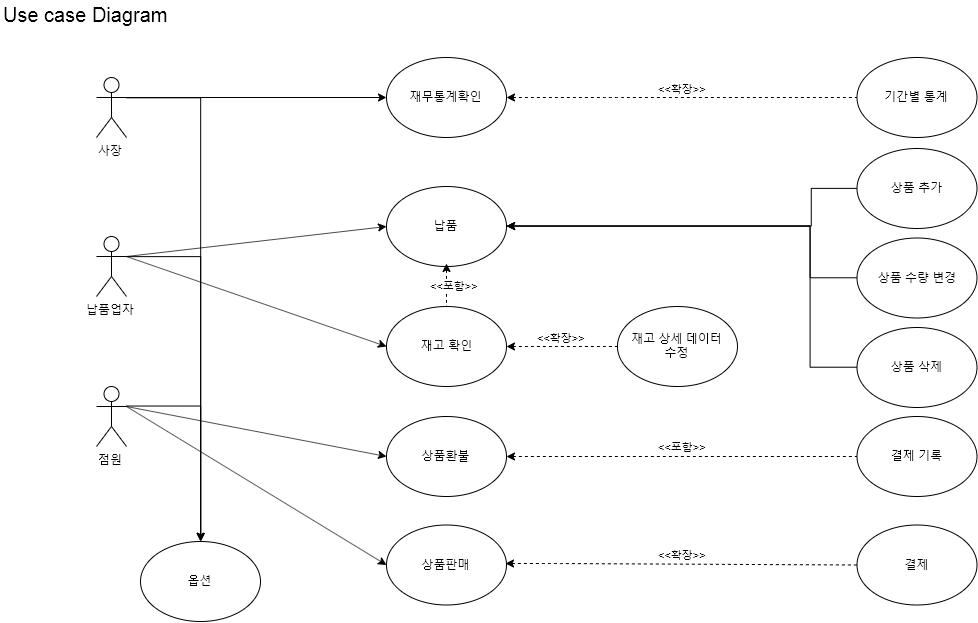 Use case Diagram
사장
재무통계확인
<<확장>>
기간별 통계
상품 추가
납품
납품업자
<<포함>>
상품 수량 변경
재고 확인
<<확장>>
재고 상세 데이터
수정
상품 삭제
점원
상품환불
<<포함>>
결제 기록
상품판매
<<확장>>
결제
옵션